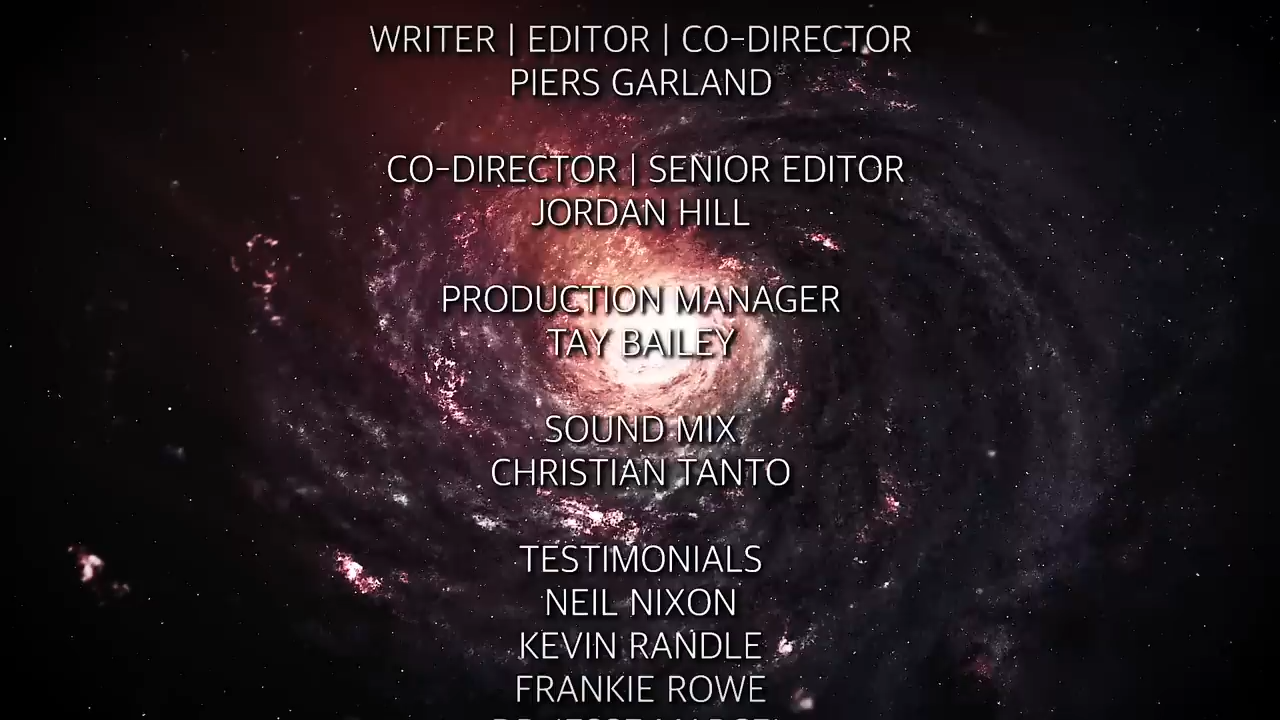 WRITER | EDITOR | CO-DIRECTOR
PIERS GARLAND
CO-DIRECTOR | SENIOR EDITOR
JORDAN HILL
PRODUCTION MANAGER
TAY BAILEY
SOUND MIX
CHRISTIAN TANTO
TESTIMONIALS
NEIL NIXON
KEVIN RANDLE
FRANKIE ROWE